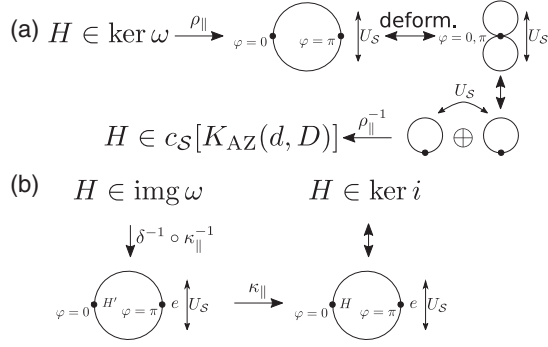 (a) H ∈ ker ω ρ∥ φ=0 φ=π U_S deform. φ=0,π U_S
U_S
H ∈ c_S[K_AZ(d, D)] ρ∥^{-1} ⊕
(b) H ∈ img ω H ∈ ker i
δ^{-1} ∘ κ∥^{-1}
φ=0 H′ φ=π e U_S κ∥ φ=0 H φ=π e U_S